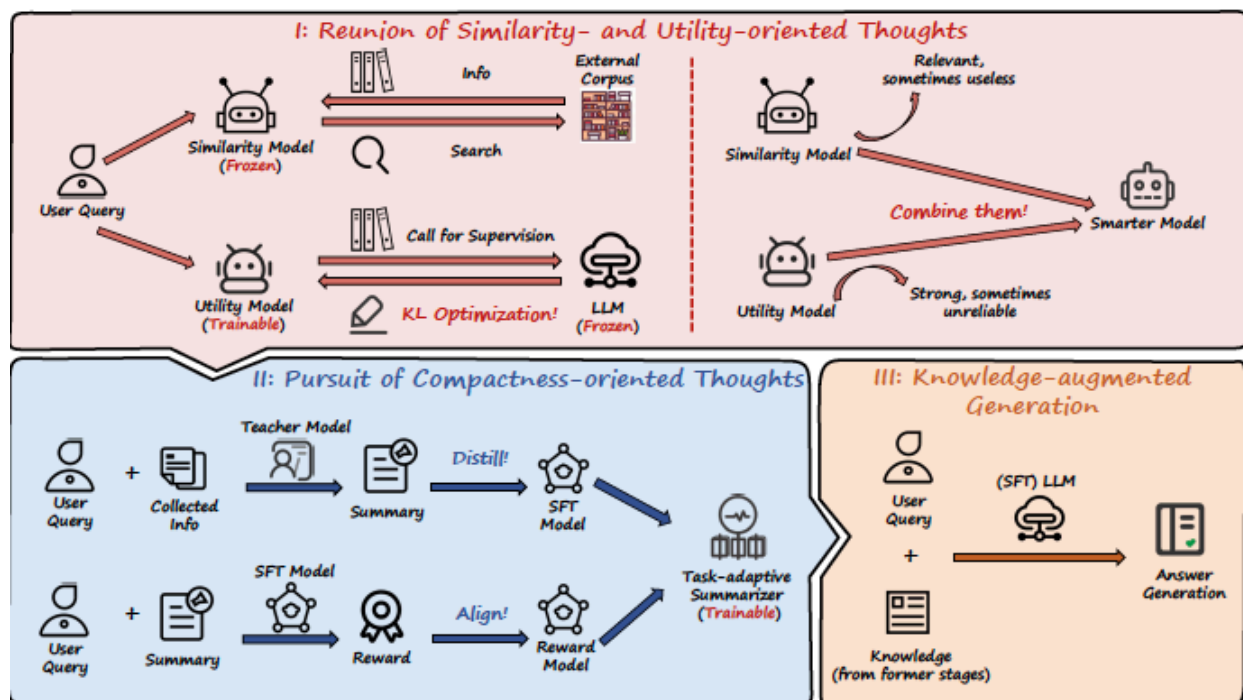 I: Reunion of Similarity- and Utility-oriented Thoughts
Info
External
Corpus
Similarity Model
(Frozen)
Search
User Query
Call for Supervision
Utility Model
(Trainable)
KL Optimization!
LLM
(Frozen)
Relevant,
sometimes useless
Similarity Model
Combine them!
Smarter Model
Utility Model
Strong, sometimes
unreliable
II: Pursuit of Compactness-oriented Thoughts
Teacher Model
User
Query
+
Collected
Info
Summary
Distill!
SFT
Model
SFT Model
User
Query
+
Summary
Reward
Align!
Reward
Model
Task-adaptive
Summarizer
(Trainable)
III: Knowledge-augmented
Generation
User
Query
+
Knowledge
(from former stages)
(SFT) LLM
Answer
Generation